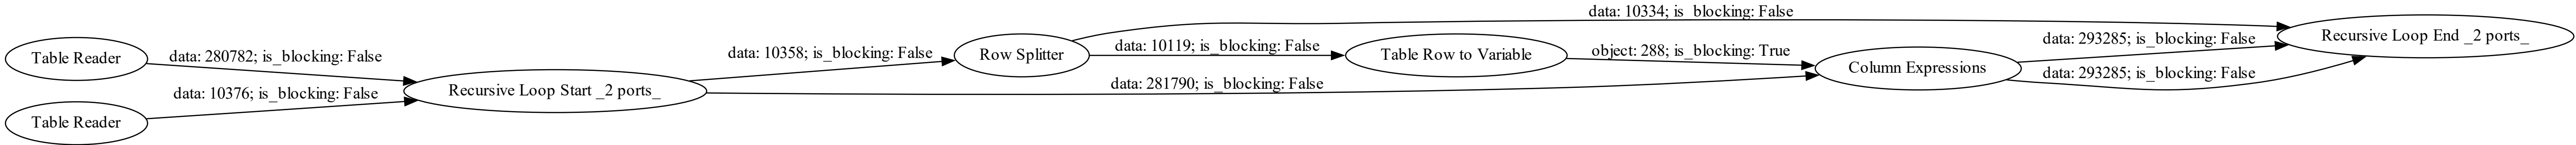 Table Reader
data: 280782; is_blocking: False
Table Reader
data: 10376; is_blocking: False
Recursive Loop Start _2 ports_
data: 10358; is_blocking: False
data: 281790; is_blocking: False
Row Splitter
data: 10334; is_blocking: False
data: 10119; is_blocking: False
Table Row to Variable
object: 288; is_blocking: True
Column Expressions
data: 293285; is_blocking: False
data: 293285; is_blocking: False
Recursive Loop End _2 ports_